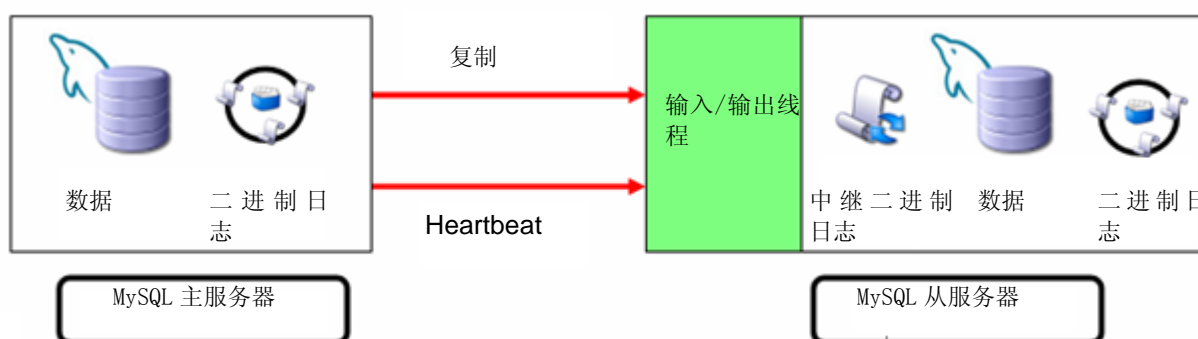 复制
输入/输出线
程
数据
二进制日
志
Heartbeat
中继二进制
日志
数据
二进制日
志
MySQL 主服务器
MySQL 从服务器